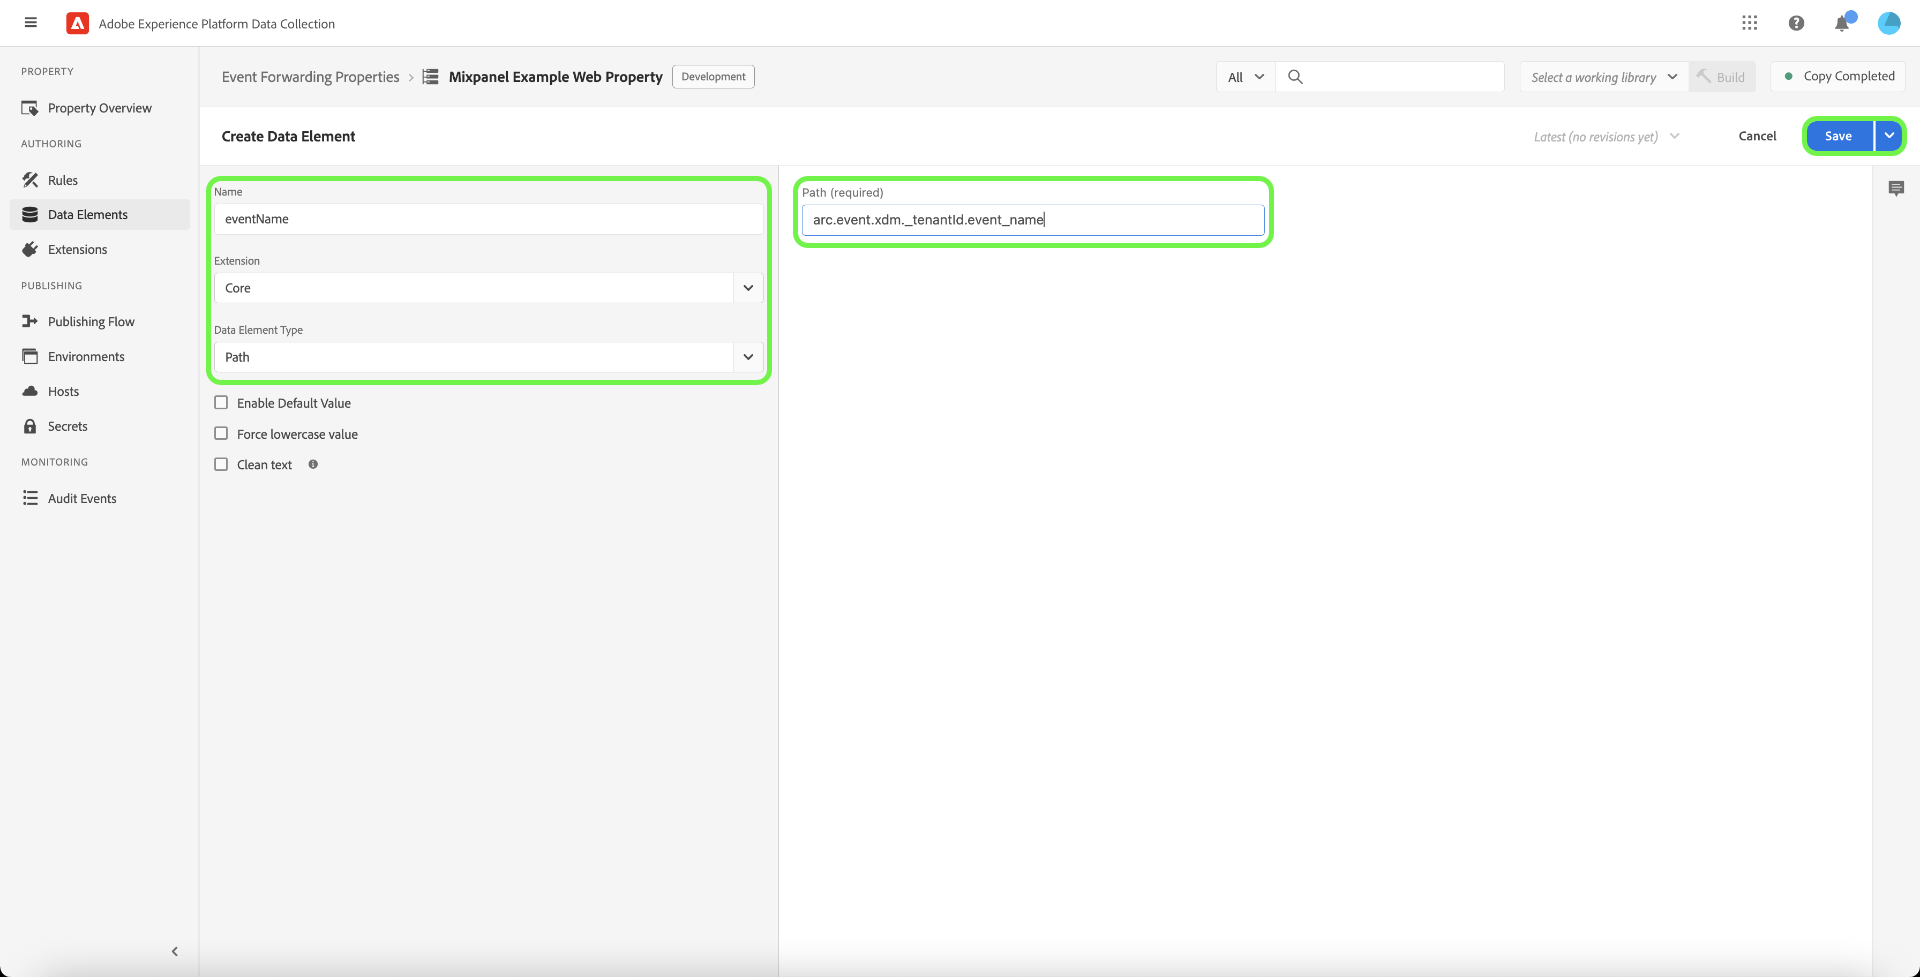 Adobe Experience Platform Data Collection
PROPERTY
Property Overview
AUTHORING
Rules
Data Elements
Extensions
PUBLISHING
Publishing Flow
Environments
Hosts
Secrets
MONITORING
Audit Events
Event Forwarding Properties > Mixpanel Example Web Property Development
All
Select a working library
Build
Copy Completed
Create Data Element
Latest (no revisions yet)
Cancel
Save
Name
eventName
Extension
Core
Data Element Type
Path
Enable Default Value
Force lowercase value
Clean text
Path (required)
arc.event.xdm._tenantId.event_name